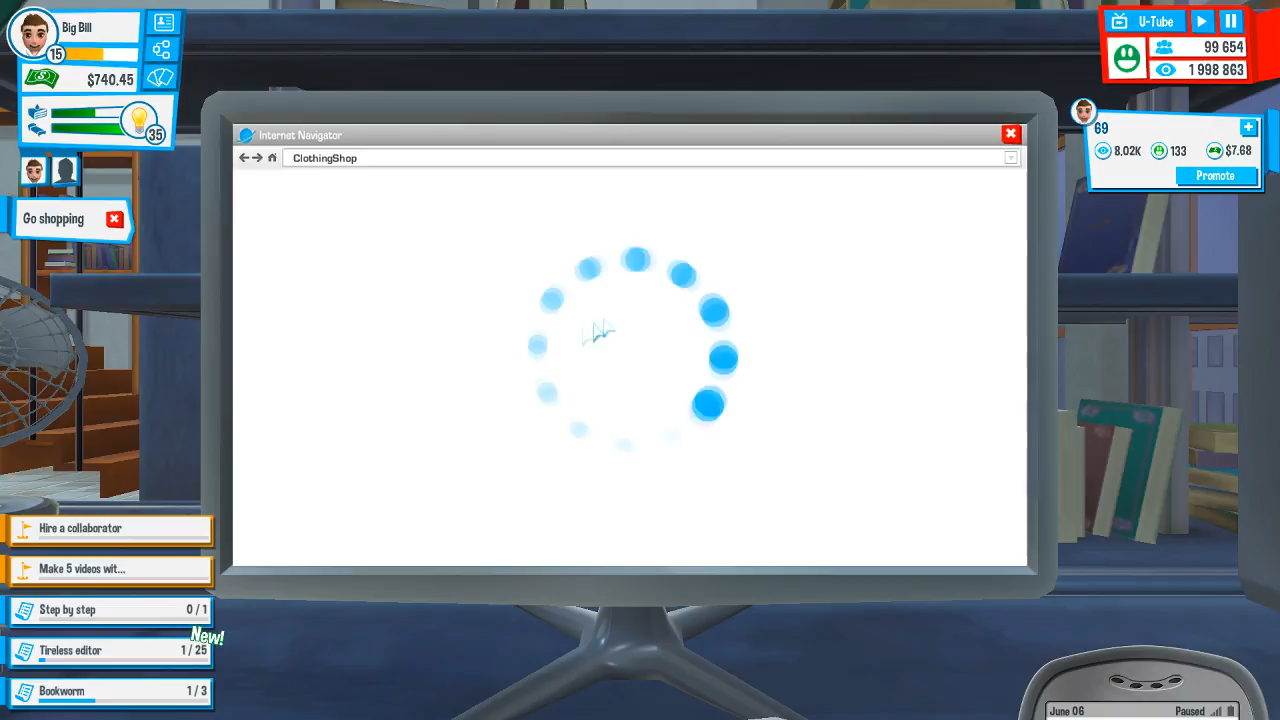 Big Bill
15
$740.45
35
Go shopping
U-Tube
99 654
1 998 863
69
8.02K
133
$7.68
Promote
Internet Navigator
ClothingShop
Hire a collaborator
Make 5 videos wit...
Step by step 0 / 1
New!
Tireless editor 1 / 25
Bookworm 1 / 3
June 06 Paused